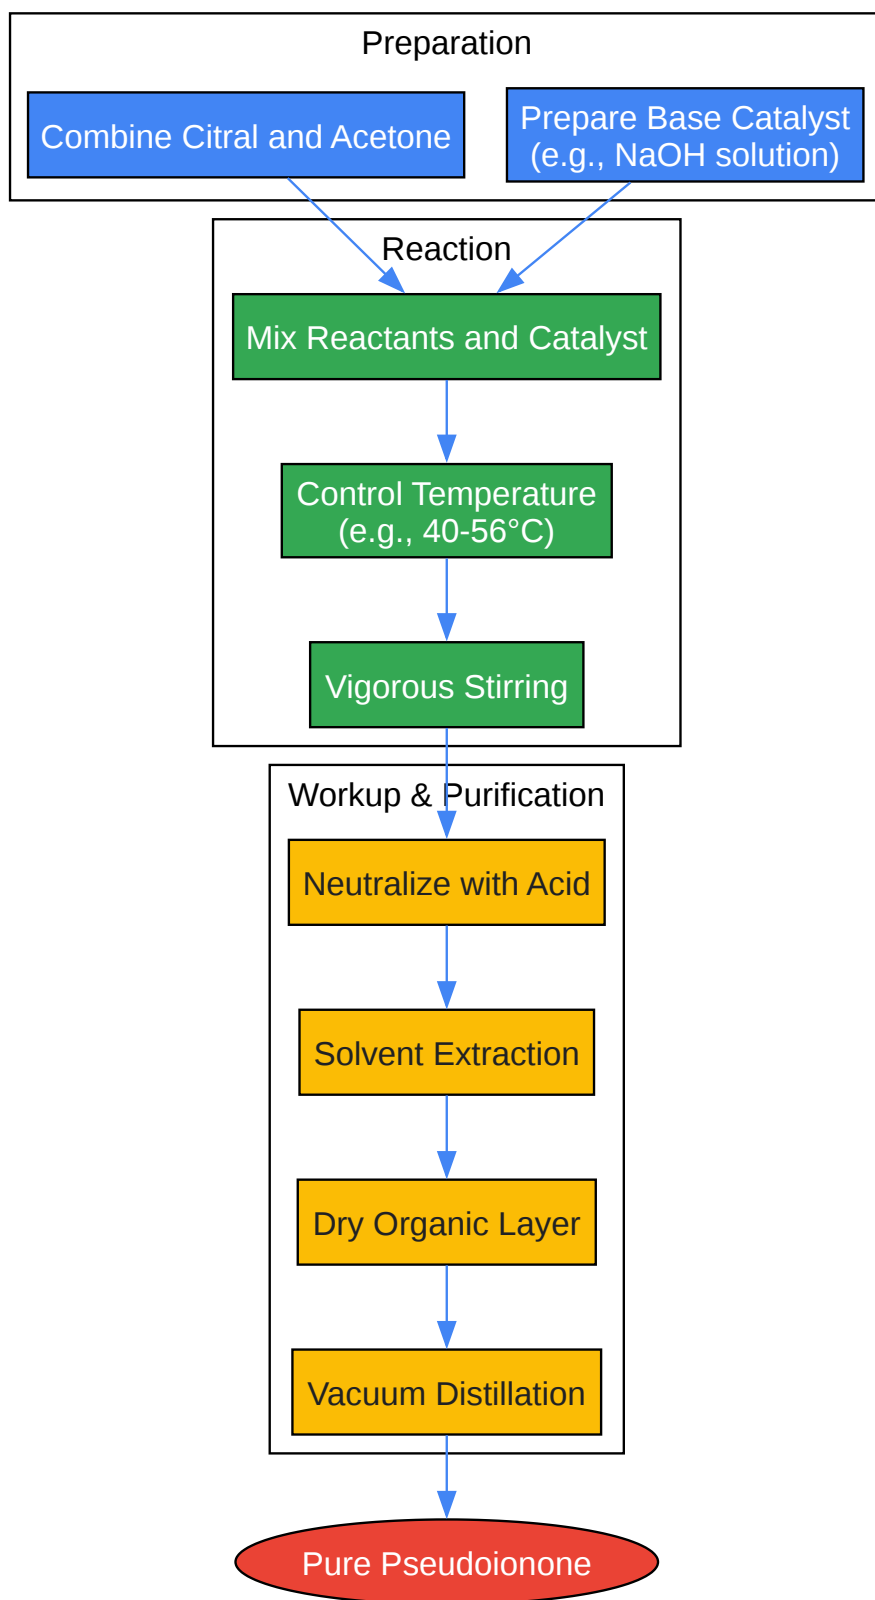 Preparation
Combine Citral and Acetone
Prepare Base Catalyst
(e.g., NaOH solution)
Reaction
Mix Reactants and Catalyst
Control Temperature
(e.g., 40-56°C)
Vigorous Stirring
Workup & Purification
Neutralize with Acid
Solvent Extraction
Dry Organic Layer
Vacuum Distillation
Pure Pseudoionone